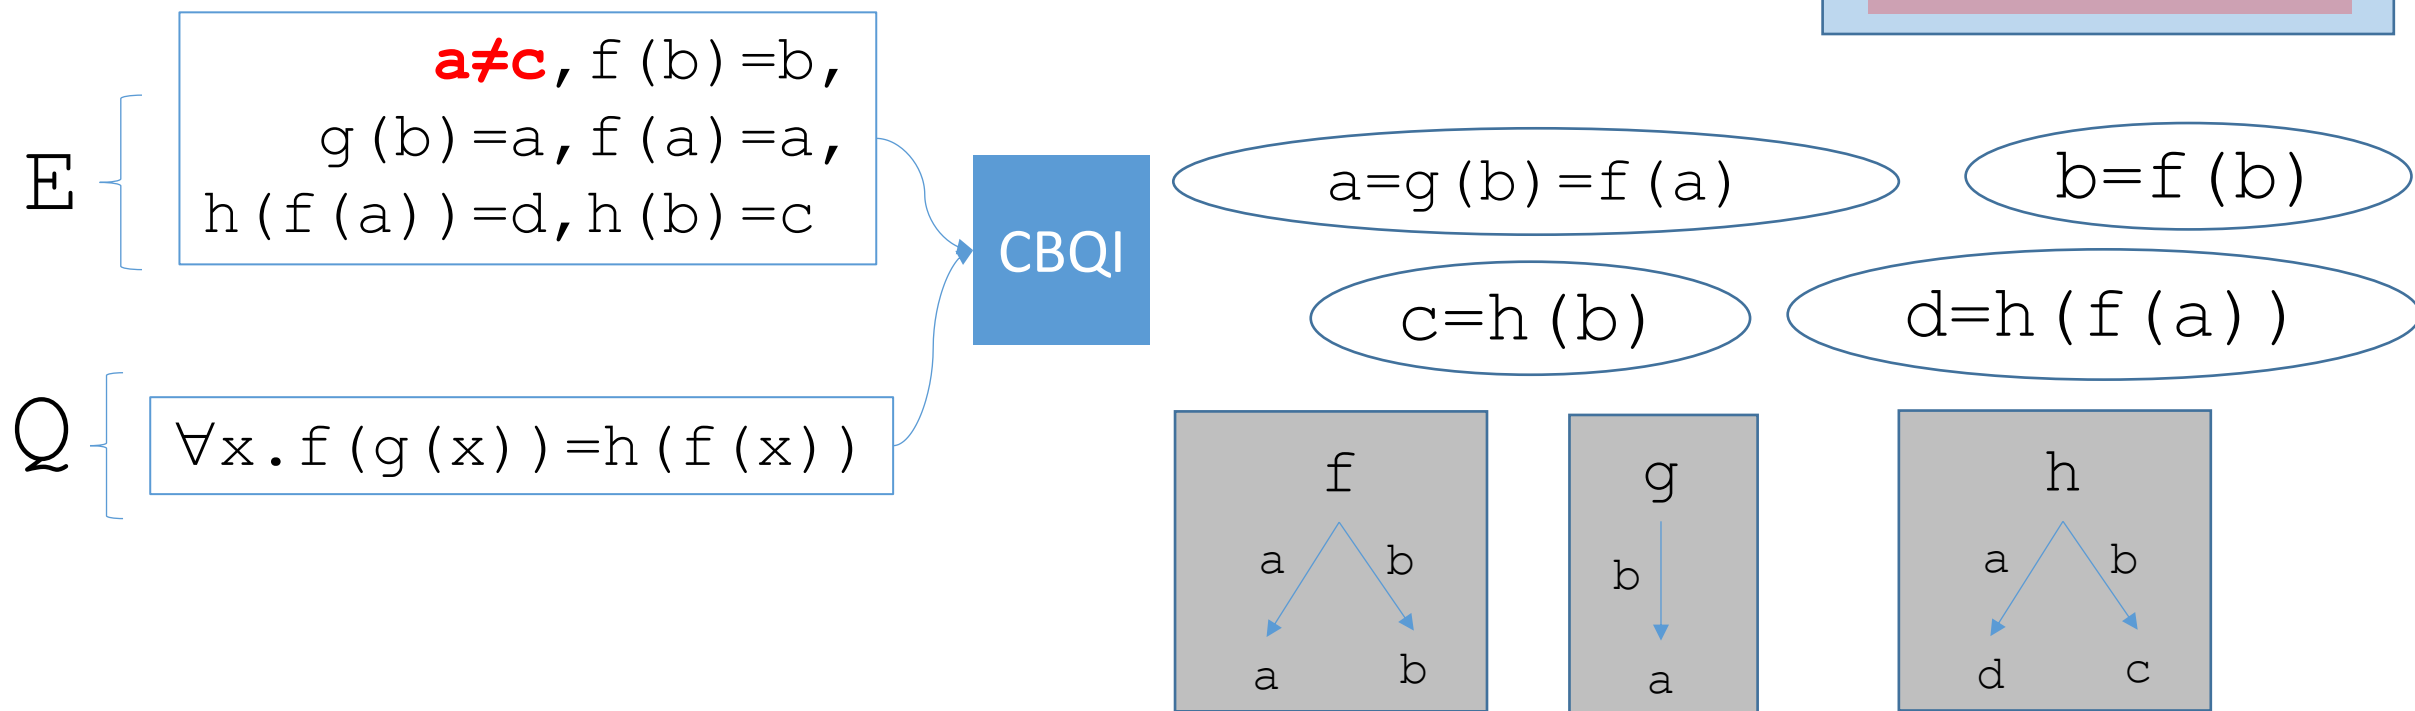 E
a≠c,f(b)=b,
g(b)=a,f(a)=a,
h(f(a))=d,h(b)=c
Q
∀x.f(g(x))=h(f(x))
CBQI
a=g(b)=f(a)
b=f(b)
c=h(b)
d=h(f(a))
f
a b
a b
g
b
a
h
a b
d c